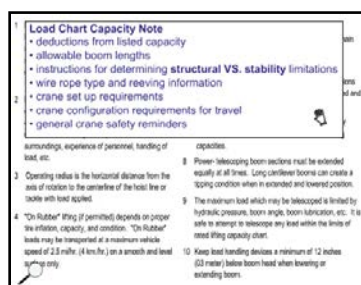 1
Load Chart Capacity Note
• deductions from listed capacity
• allowable boom lengths
• instructions for determining structural VS. stability limitations
• wire rope type and reeving information
• crane set up requirements
• crane configuration requirements for travel
• general crane safety reminders
2
surroundings, experience of personnel, handling of
load, etc.
3 Operating radius is the horizontal distance from the
axis of rotation to the centerline of the hoist line or
tackle with load applied.
4 "On Rubber" lifting (if permitted) depends on proper
tire inflation, capacity, and condition. "On Rubber"
loads may be transported at a maximum vehicle
speed of 2.5 mi/hr. (4 km./hr.) on a smooth and level
surface only.
capacities.
8 Power- telescoping boom sections must be extended
equally at all times. Long cantilever booms can create a
tipping condition when in extended and lowered position.
9 The maximum load which may be telescoped is limited by
hydraulic pressure, boom angle, boom lubrication, etc. It is
safe to attempt to telescope any load within the limits of
rated lifting capacity chart.
10 Keep load handling devices a minimum of 12 inches
(03 meter) below boom head when lowering or
extending boom.